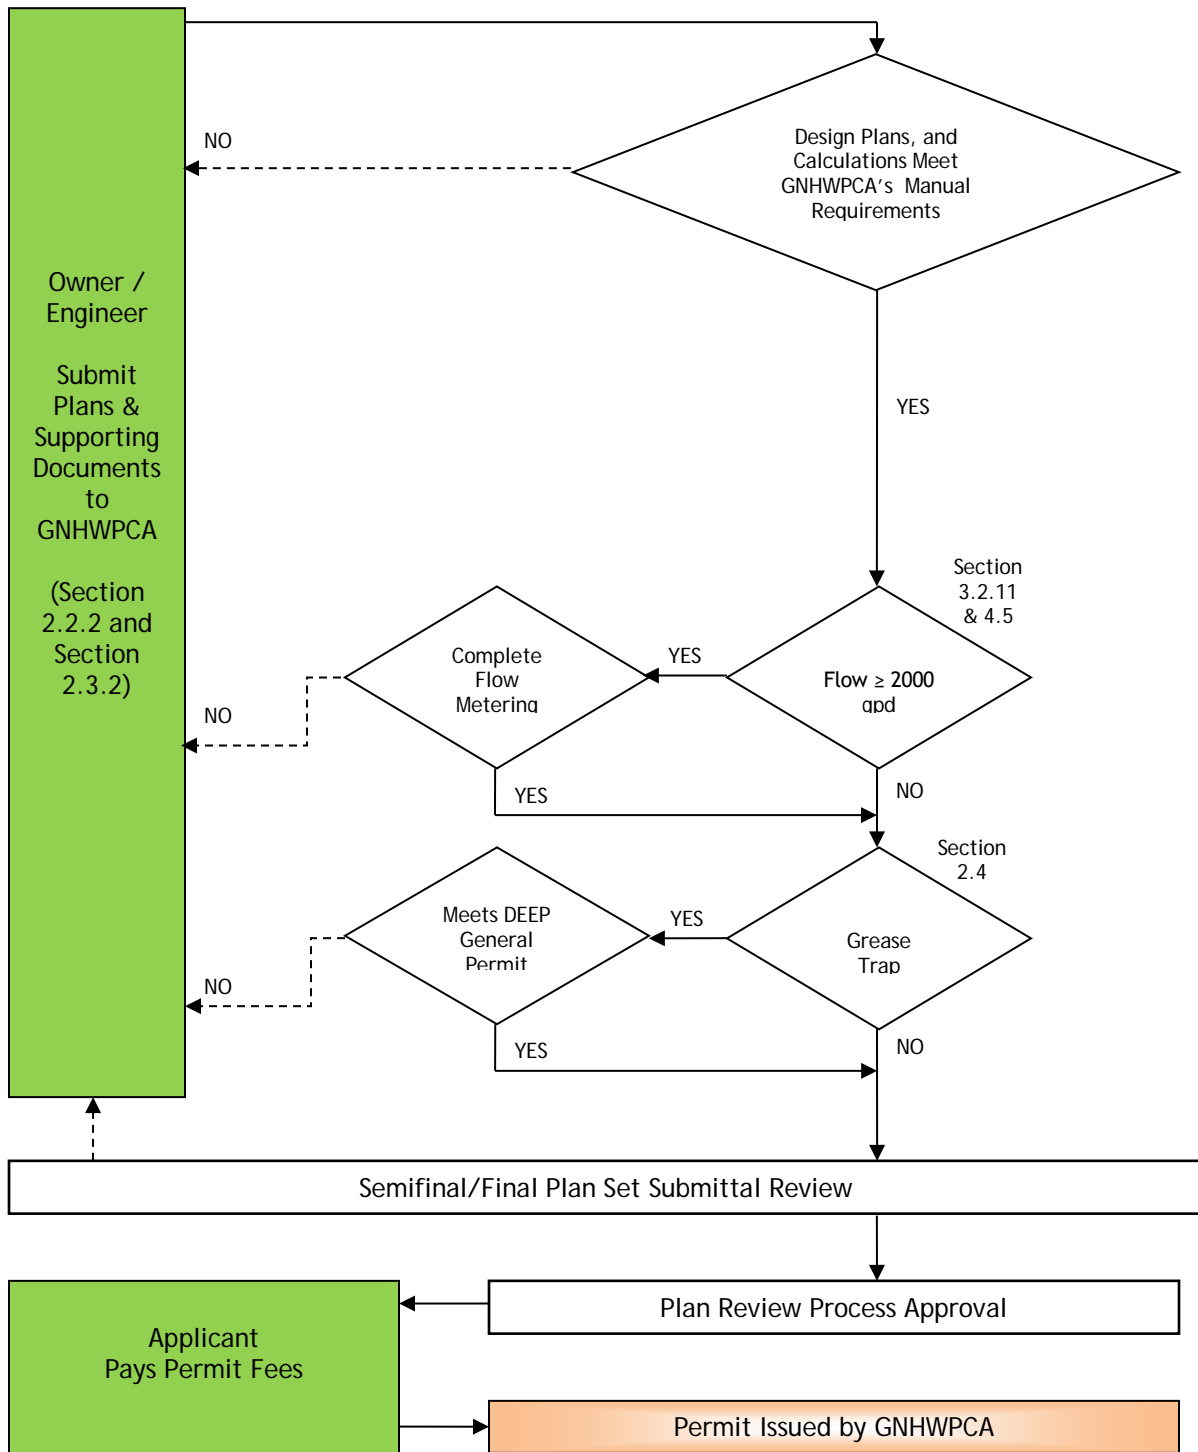 Owner /
Engineer
Submit
Plans &
Supporting
Documents
to
GNHWPCA
(Section
2.2.2 and
Section
2.3.2)
NO
Design Plans, and
Calculations Meet
GNHWPCA's Manual
Requirements
YES
Section
3.2.11
& 4.5
Complete
Flow
Metering
YES
Flow ≥ 2000
gpd
NO
YES
NO
Section
2.4
Meets DEEP
General
Permit
YES
Grease
Trap
NO
YES
NO
Semifinal/Final Plan Set Submittal Review
Plan Review Process Approval
Applicant
Pays Permit Fees
Permit Issued by GNHWPCA